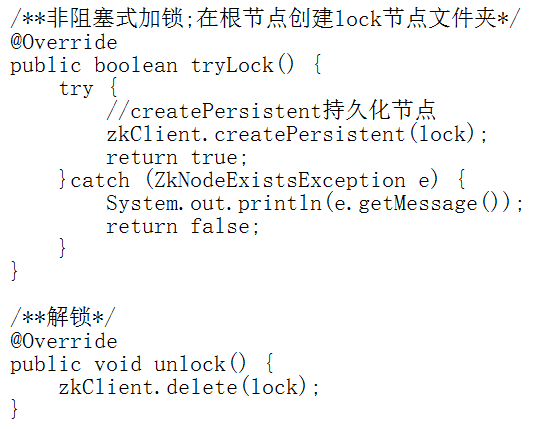 /**非阻塞式加锁;在根节点创建lock节点文件夹*/
@Override
public boolean tryLock() {
    try {
        //createPersistent持久化节点
        zkClient.createPersistent(lock);
        return true;
    }catch (ZkNodeExistsException e) {
        System.out.println(e.getMessage());
        return false;
    }
}

/**解锁*/
@Override
public void unlock() {
    zkClient.delete(lock);
}